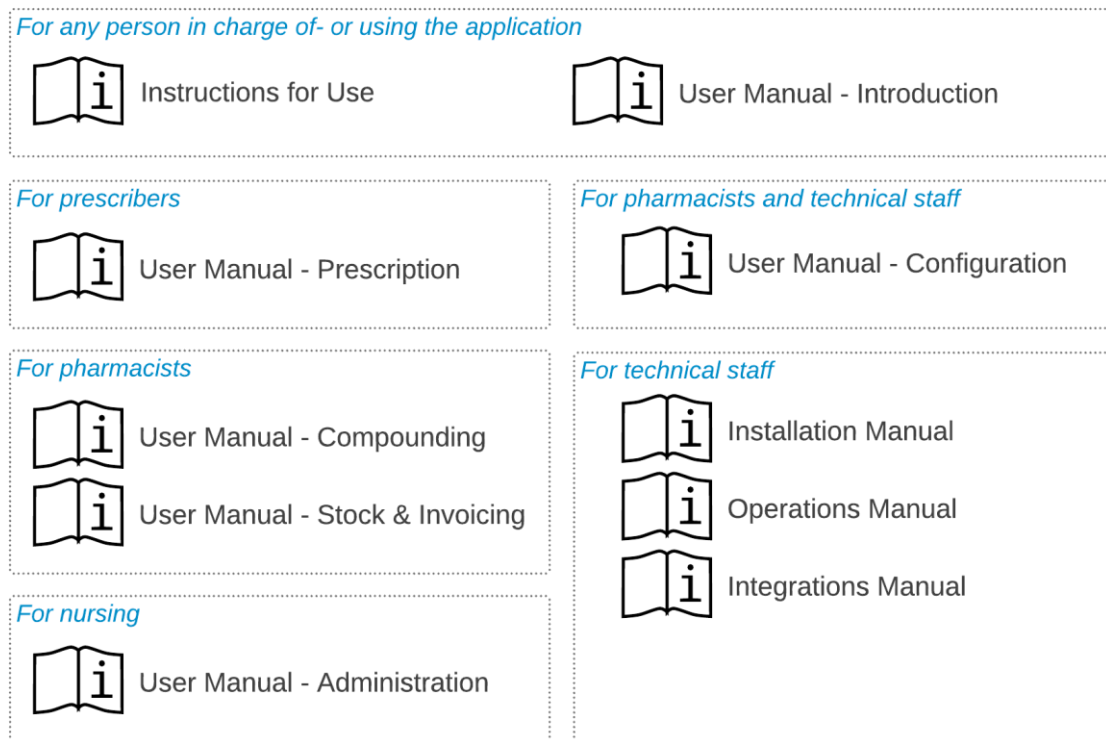 For any person in charge of- or using the application
i Instructions for Use
i User Manual - Introduction
For prescribers
i User Manual - Prescription
For pharmacists and technical staff
i User Manual - Configuration
For pharmacists
i User Manual - Compounding
i User Manual - Stock & Invoicing
For technical staff
i Installation Manual
i Operations Manual
i Integrations Manual
For nursing
i User Manual - Administration